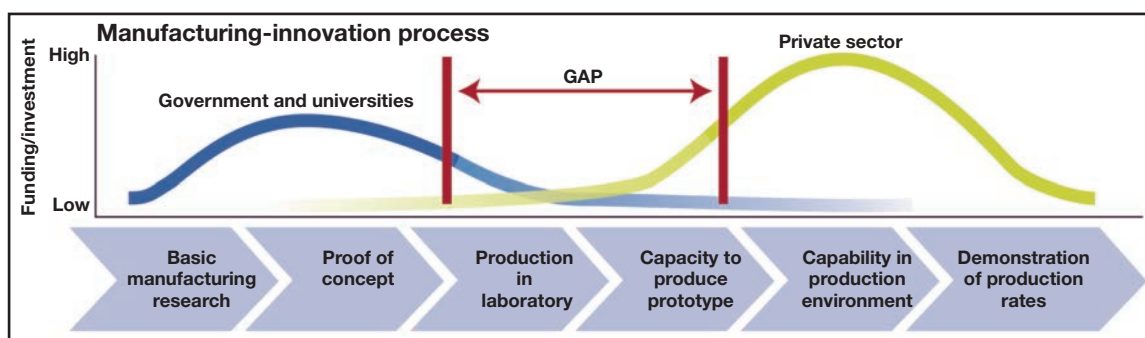 Manufacturing-innovation process
Private sector
High
GAP
Government and universities
Funding/investment
Low
Basic
manufacturing
research
Proof of
concept
Production
in
laboratory
Capacity to
produce
prototype
Capability in
production
environment
Demonstration
of production
rates